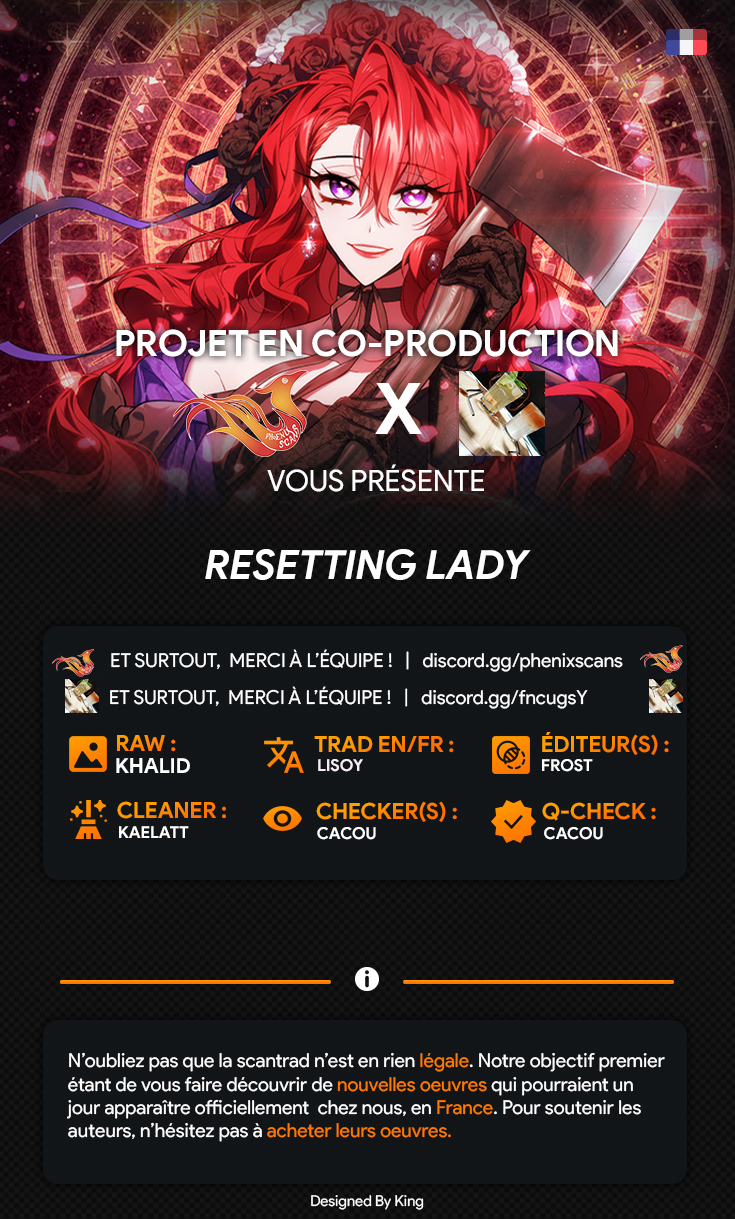 PROJET EN CO-PRODUCTION
PHOENIX SCANS X
VOUS PRÉSENTE
RESETTING LADY
ET SURTOUT, MERCI À L'ÉQUIPE ! | discord.gg/phenixscans
ET SURTOUT, MERCI À L'ÉQUIPE ! | discord.gg/fncugsY
RAW : TRAD EN/FR : ÉDITEUR(S) :
KHALID LISOY FROST
CLEANER : CHECKER(S) : Q-CHECK :
KAELATT CACOU CACOU
N'oubliez pas que la scantrad n'est en rien légale. Notre objectif premier
étant de vous faire découvrir de nouvelles oeuvres qui pourraient un
jour apparaître officiellement chez nous, en France. Pour soutenir les
auteurs, n'hésitez pas à acheter leurs oeuvres.
Designed By King